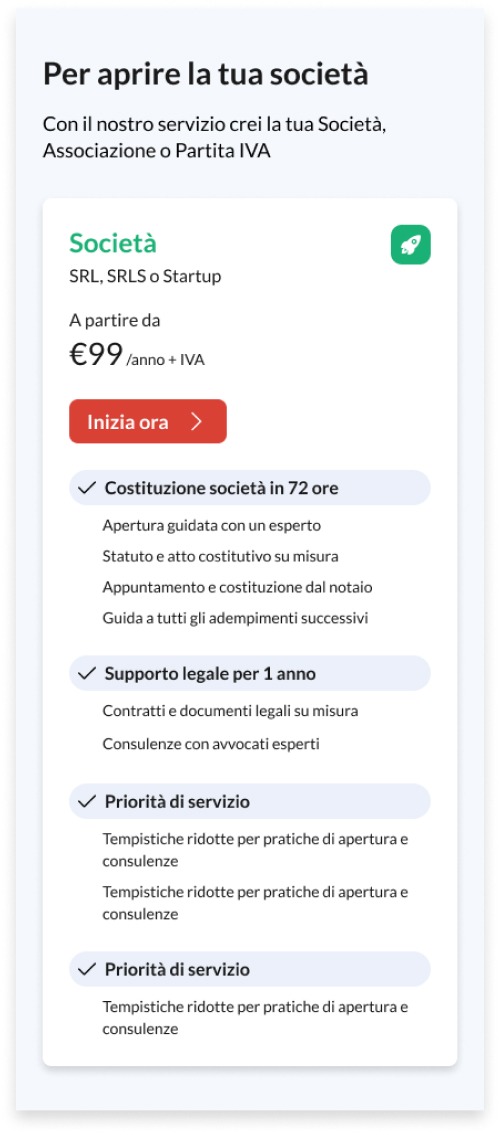 Per aprire la tua società
Con il nostro servizio crei la tua Società,
Associazione o Partita IVA
Società
SRL, SRLS o Startup
A partire da
€99 /anno + IVA
Inizia ora
Costituzione società in 72 ore
Apertura guidata con un esperto
Statuto e atto costitutivo su misura
Appuntamento e costituzione dal notaio
Guida a tutti gli adempimenti successivi
Supporto legale per 1 anno
Contratti e documenti legali su misura
Consulenze con avvocati esperti
Priorità di servizio
Tempistiche ridotte per pratiche di apertura e
consulenze
Tempistiche ridotte per pratiche di apertura e
consulenze
Priorità di servizio
Tempistiche ridotte per pratiche di apertura e
consulenze